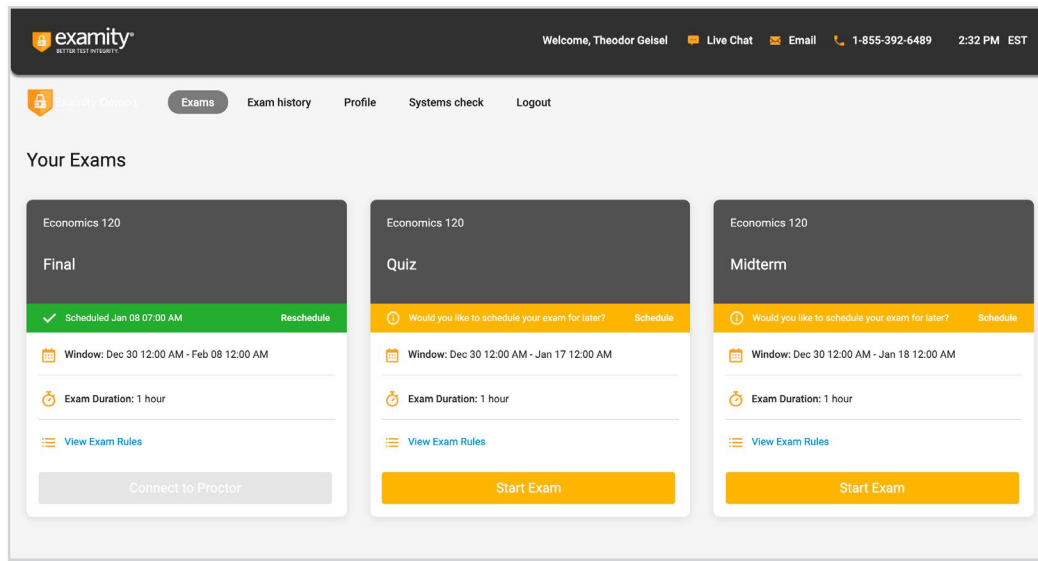 examity®
BETTER TEST INTEGRITY.
Welcome, Theodor Geisel Live Chat Email 1-855-392-6489 2:32 PM EST
Exams Exam history Profile Systems check Logout
Your Exams
Economics 120
Final
Scheduled Jan 08 07:00 AM Reschedule
Window: Dec 30 12:00 AM - Feb 08 12:00 AM
Exam Duration: 1 hour
View Exam Rules
Connect to Proctor
Economics 120
Quiz
Would you like to schedule your exam for later? Schedule
Window: Dec 30 12:00 AM - Jan 17 12:00 AM
Exam Duration: 1 hour
View Exam Rules
Start Exam
Economics 120
Midterm
Would you like to schedule your exam for later? Schedule
Window: Dec 30 12:00 AM - Jan 18 12:00 AM
Exam Duration: 1 hour
View Exam Rules
Start Exam